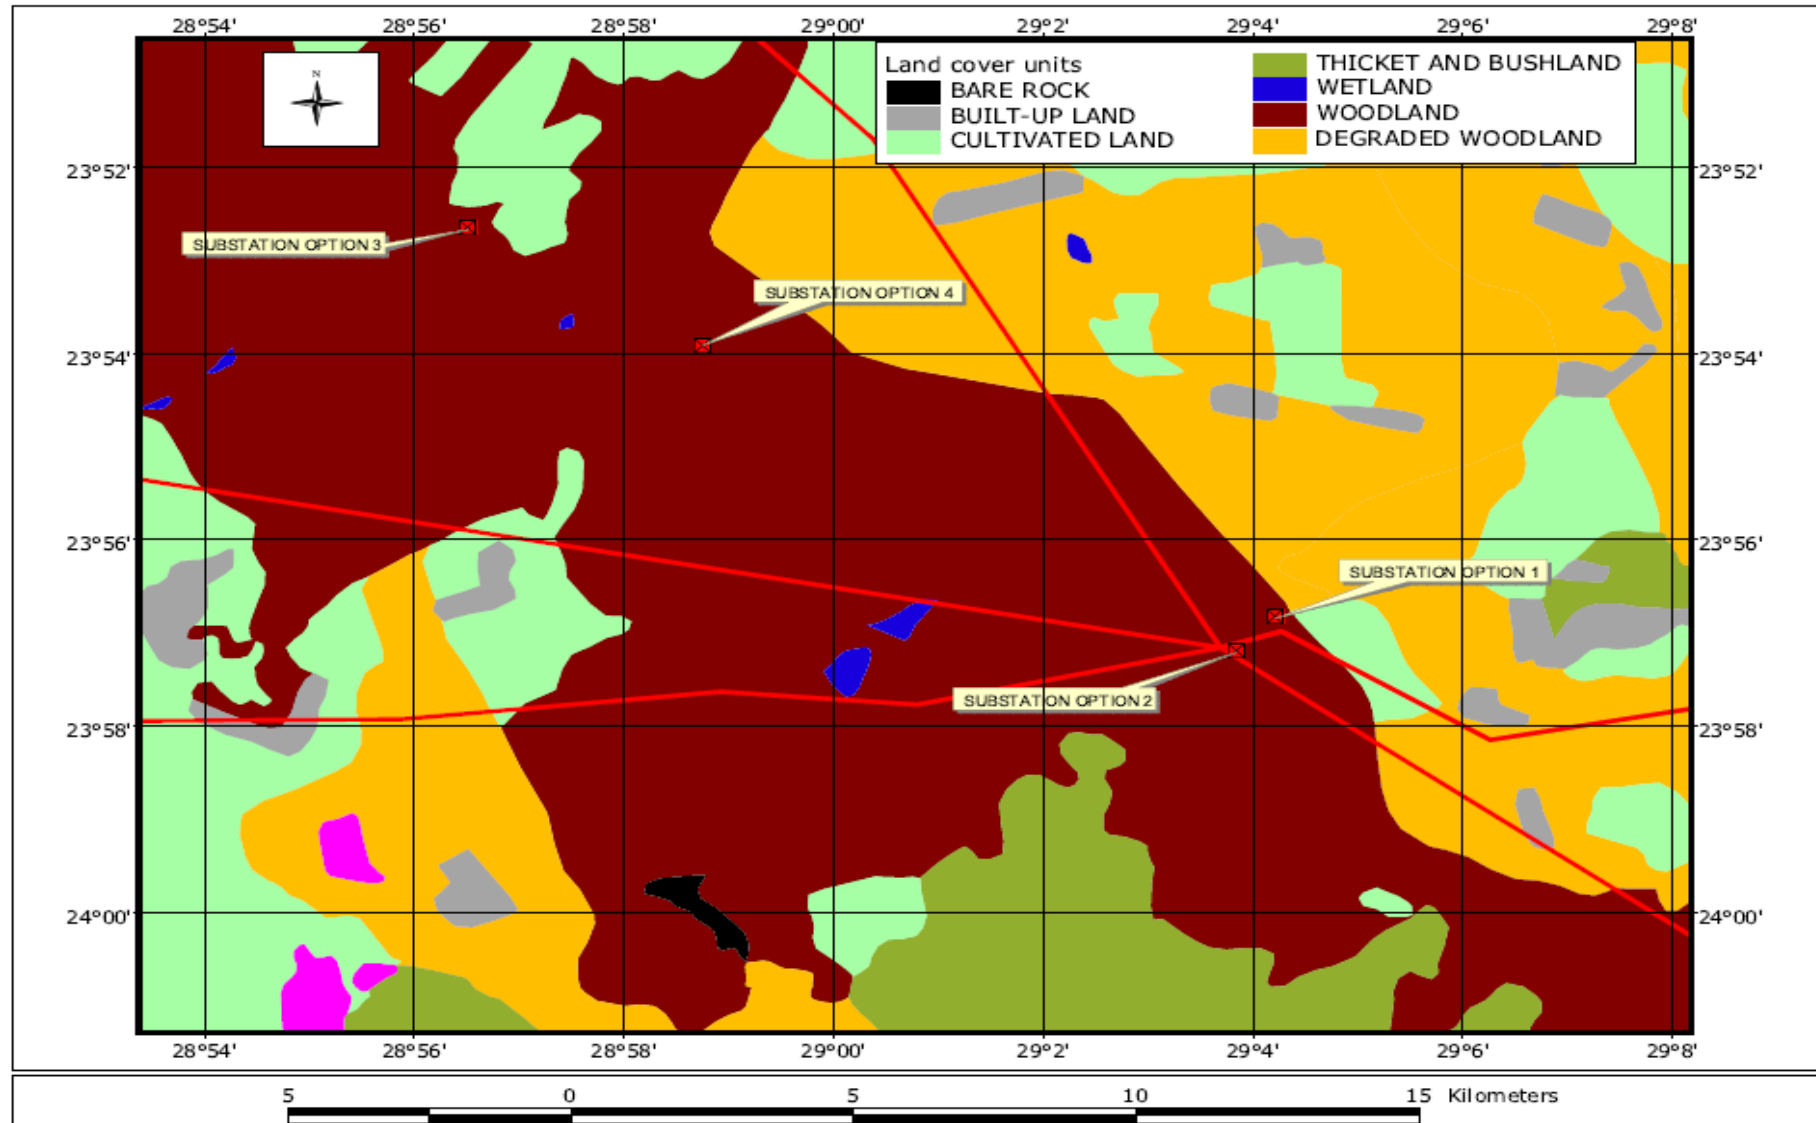 28°54' 28°56' 28°58' 29°00' 29°2' 29°4' 29°6' 29°8'
N
Land cover units
BARE ROCK
BUILT-UP LAND
CULTIVATED LAND
THICKET AND BUSHLAND
WETLAND
WOODLAND
DEGRADED WOODLAND
23°52' 23°52'
SUBSTATION OPTION 3
SUBSTATION OPTION 4
23°54' 23°54'
23°56' 23°56'
SUBSTATION OPTION 1
SUBSTATION OPTION 2
23°58' 23°58'
24°00' 24°00'
28°54' 28°56' 28°58' 29°00' 29°2' 29°4' 29°6' 29°8'
5 0 5 10 15 Kilometers